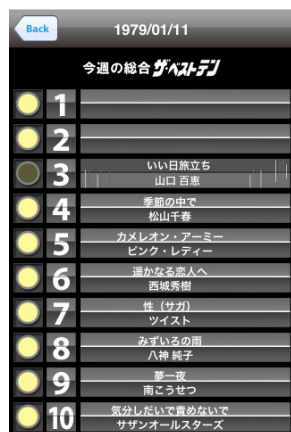 Back
1979/01/11
今週の総合 ザ・ベストテン
1
2
3
いい日旅立ち
山口 百恵
4
季節の中で
松山千春
5
カメレオン・アーミー
ピンク・レディー
6
遥かなる恋人へ
西城秀樹
7
性（サガ）
ツイスト
8
みずいろの雨
八神 純子
9
夢一夜
南こうせつ
10
気分しだいで責めないで
サザンオールスターズ